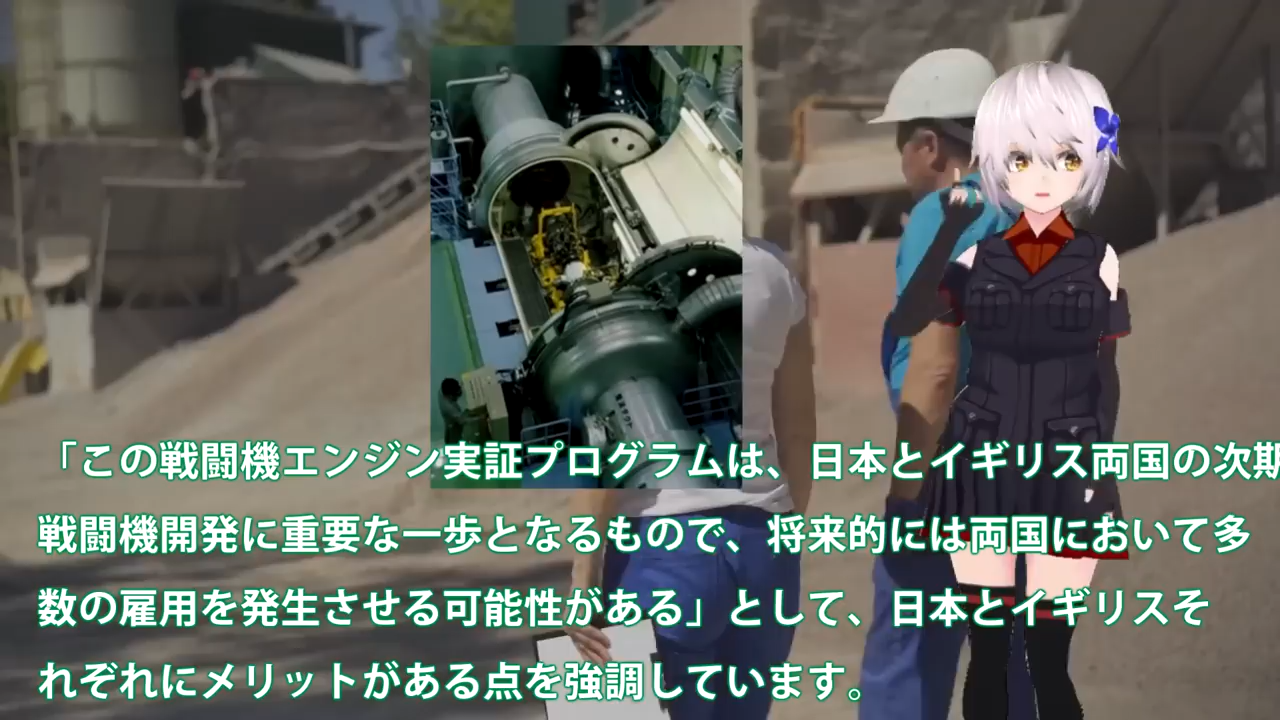 「この戦闘機エンジン実証プログラムは、日本とイギリス両国の次期
戦闘機開発に重要な一歩となるもので、将来的には両国において多
数の雇用を発生させる可能性がある」として、日本とイギリスそ
れぞれにメリットがある点を強調しています。